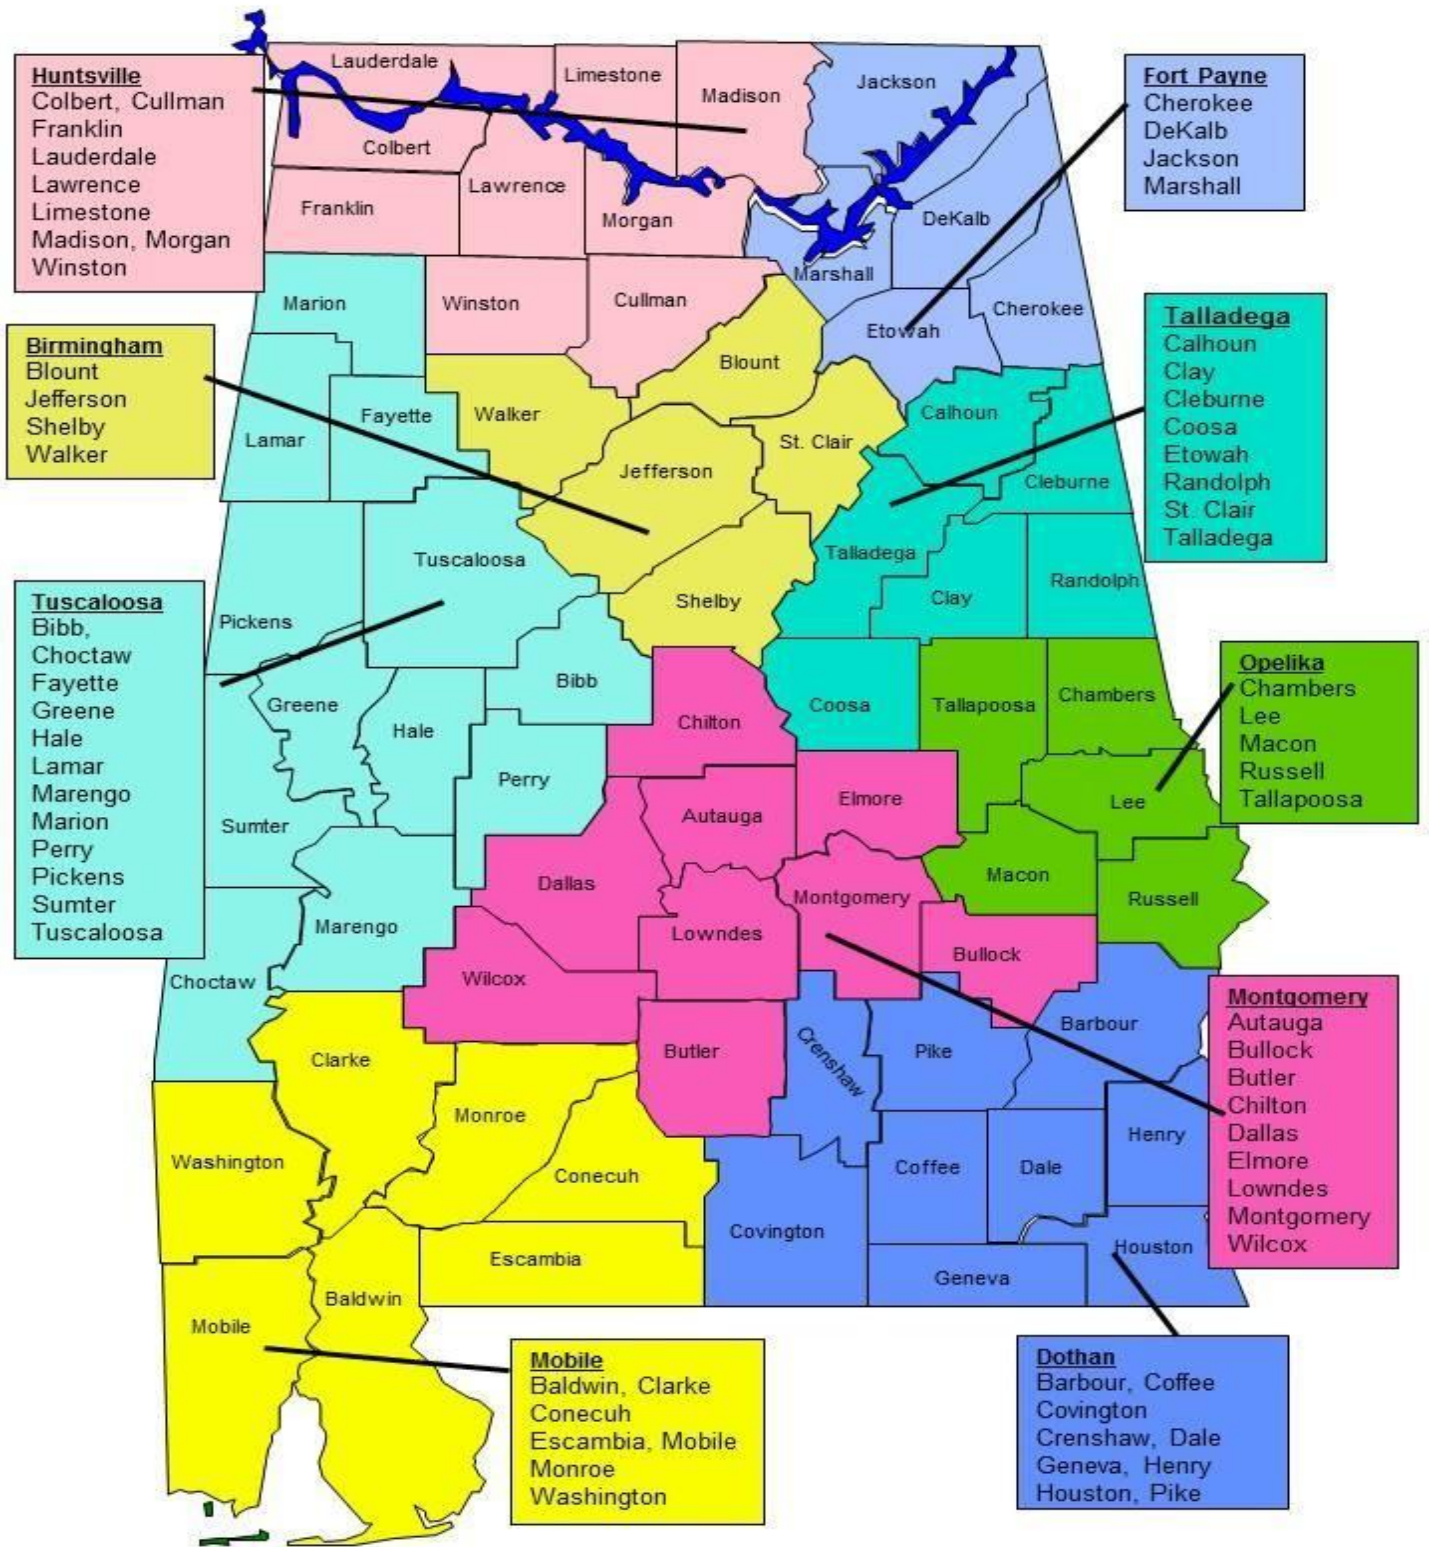 Huntsville
Colbert, Cullman
Franklin
Lauderdale
Lawrence
Limestone
Madison, Morgan
Winston
Fort Payne
Cherokee
DeKalb
Jackson
Marshall
Birmingham
Blount
Jefferson
Shelby
Walker
Talladega
Calhoun
Clay
Cleburne
Coosa
Etowah
Randolph
St. Clair
Talladega
Tuscaloosa
Bibb,
Choctaw
Fayette
Greene
Hale
Lamar
Marengo
Marion
Perry
Pickens
Sumter
Tuscaloosa
Opelika
Chambers
Lee
Macon
Russell
Tallapoosa
Montgomery
Autauga
Bullock
Butler
Chilton
Dallas
Elmore
Lowndes
Montgomery
Wilcox
Mobile
Baldwin, Clarke
Conecuh
Escambia, Mobile
Monroe
Washington
Dothan
Barbour, Coffee
Covington
Crenshaw, Dale
Geneva, Henry
Houston, Pike
Lauderdale
Limestone
Madison
Jackson
Colbert
Lawrence
Franklin
Morgan
DeKalb
Marshall
Marion
Winston
Cullman
Cherokee
Etowah
Blount
Walker
Fayette
Lamar
Calhoun
St. Clair
Jefferson
Cleburne
Tuscaloosa
Talladega
Randolph
Clay
Shelby
Pickens
Bibb
Greene
Hale
Chilton
Coosa
Tallapoosa
Chambers
Perry
Elmore
Lee
Autauga
Sumter
Dallas
Macon
Montgomery
Russell
Marengo
Lowndes
Bullock
Choctaw
Wilcox
Barbour
Clarke
Butler
Crenshaw
Pike
Monroe
Henry
Washington
Conecuh
Coffee
Dale
Covington
Houston
Escambia
Geneva
Baldwin
Mobile